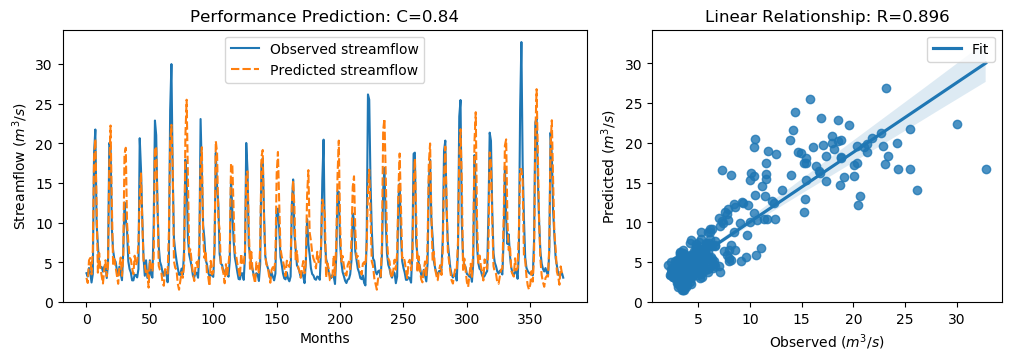 Performance Prediction: C=0.84
Observed streamflow
Predicted streamflow
Streamflow (m³/s)
30
25
20
15
10
5
0
0 50 100 150 200 250 300 350
Months
Linear Relationship: R=0.896
Fit
Predicted (m³/s)
30
25
20
15
10
5
0
5 10 15 20 25 30
Observed (m³/s)